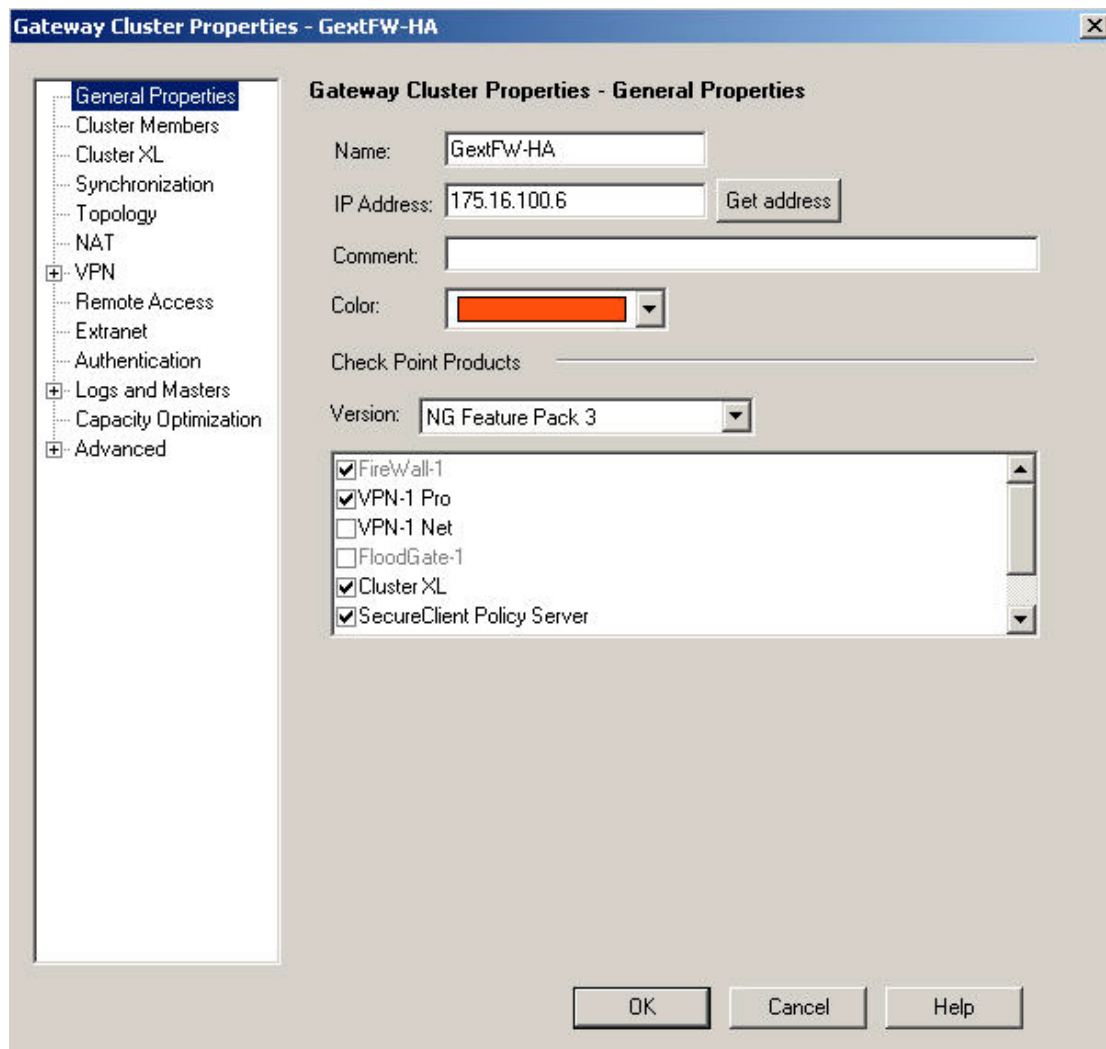 Gateway Cluster Properties - GextFW-HA
General Properties
Cluster Members
Cluster XL
Synchronization
Topology
NAT
VPN
Remote Access
Extranet
Authentication
Logs and Masters
Capacity Optimization
Advanced
Gateway Cluster Properties - General Properties
Name: GextFW-HA
IP Address: 175.16.100.6 Get address
Comment:
Color:
Check Point Products
Version: NG Feature Pack 3
FireWall-1
VPN-1 Pro
VPN-1 Net
FloodGate-1
Cluster XL
SecureClient Policy Server
OK Cancel Help